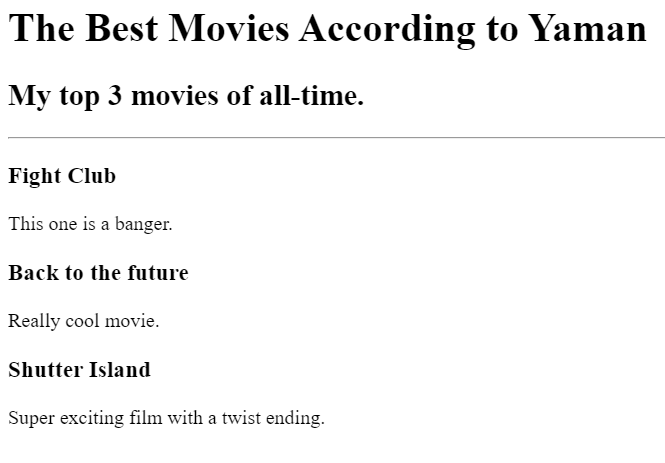 The Best Movies According to Yaman
My top 3 movies of all-time.
Fight Club
This one is a banger.
Back to the future
Really cool movie.
Shutter Island
Super exciting film with a twist ending.